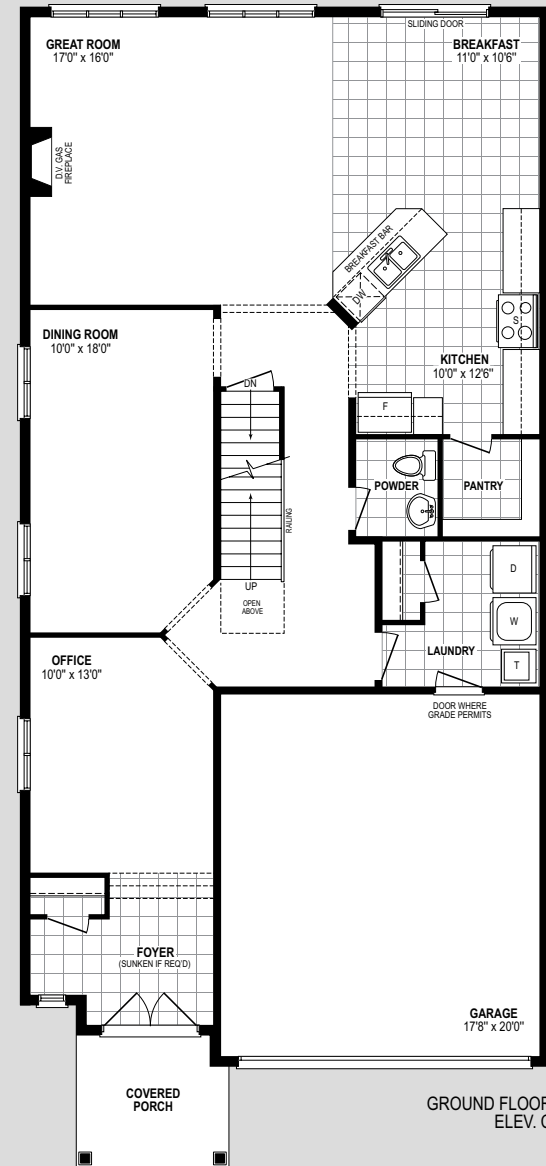 SLIDING DOOR
GREAT ROOM
17'0" x 16'0"
BREAKFAST
11'0" x 10'6"
D.V. GAS
FIREPLACE
BREAKFAST BAR
DW
S
DINING ROOM
10'0" x 18'0"
KITCHEN
10'0" x 12'6"
DN
F
POWDER
PANTRY
RAILING
UP
OPEN
ABOVE
D
W
T
LAUNDRY
OFFICE
10'0" x 13'0"
DOOR WHERE
GRADE PERMITS
FOYER
(SUNKEN IF REQ'D)
GARAGE
17'8" x 20'0"
COVERED
PORCH
GROUND FLOOR
ELEV.